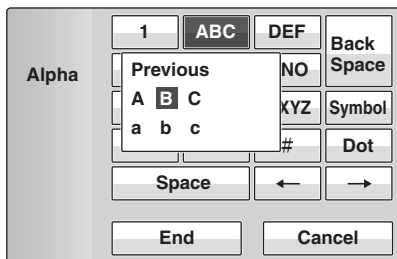 1 ABC DEF Back Space
Alpha
Previous
A B C
a b c
NO
XYZ Symbol
# Dot
Space ← →
End Cancel